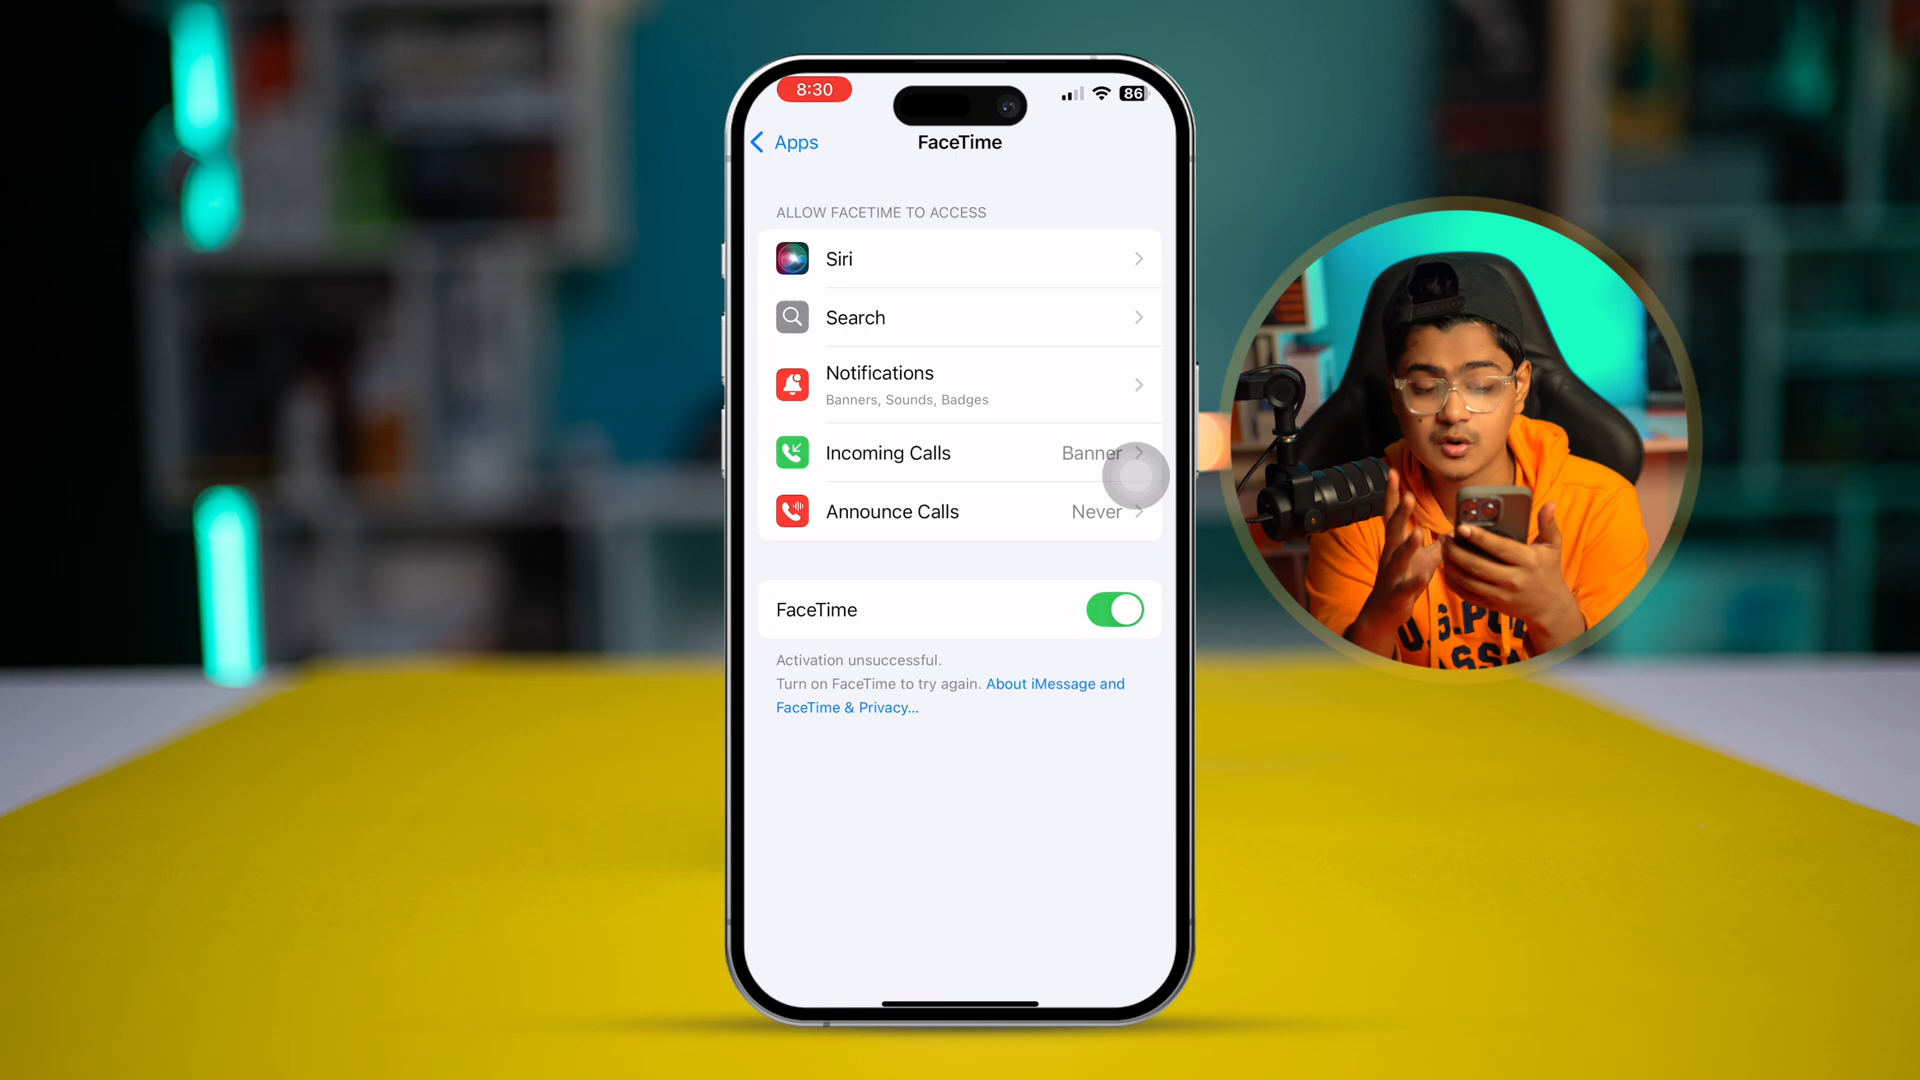 8:30
86
Apps
FaceTime
ALLOW FACETIME TO ACCESS
Siri
Search
Notifications
Banners, Sounds, Badges
Incoming Calls
Banner
Announce Calls
Never
FaceTime
Activation unsuccessful.
Turn on FaceTime to try again. About iMessage and
FaceTime & Privacy...